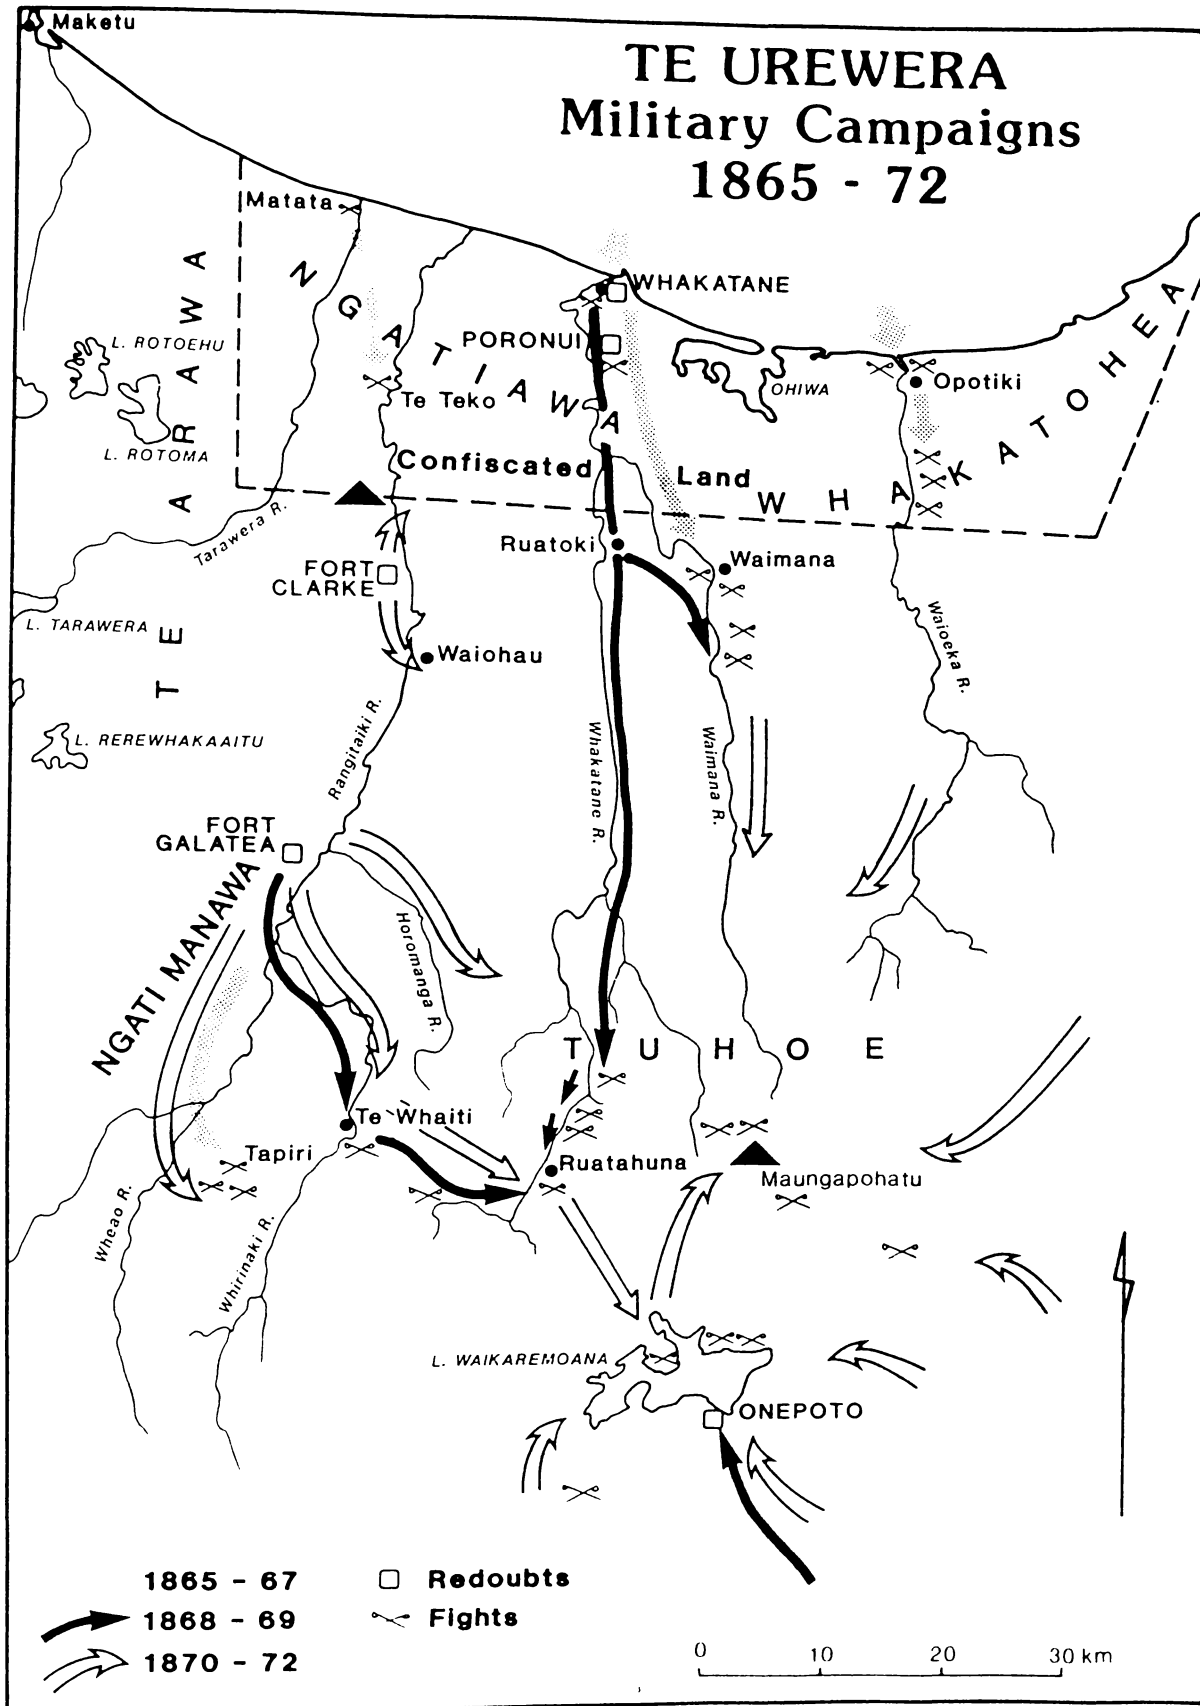 Maketu
TE UREWERA
Military Campaigns
1865 - 72
Matata
NGATIAWA
WHAKATANE
PORONUI
L. ROTOEHU
TE ARAWA
OHIWA
Opotiki
WHAKATOHEA
Te Teko
L. ROTOMA
Confiscated Land
Tarawera R.
Ruatoki
Waimana
FORT
CLARKE
L. TARAWERA
Waioeka R.
Waiohau
Rangitaiki R.
L. REREWHAKAAITU
Whakatane R.
Waimana R.
FORT
GALATEA
NGATI MANAWA
Horomanga R.
TUHOE
Te Whaiti
Tapiri
Ruatahuna
Maungapohatu
Wheao R.
Whirinaki R.
L. WAIKAREMOANA
ONEPOTO
1865 - 67
1868 - 69
1870 - 72
Redoubts
Fights
0 10 20 30 km